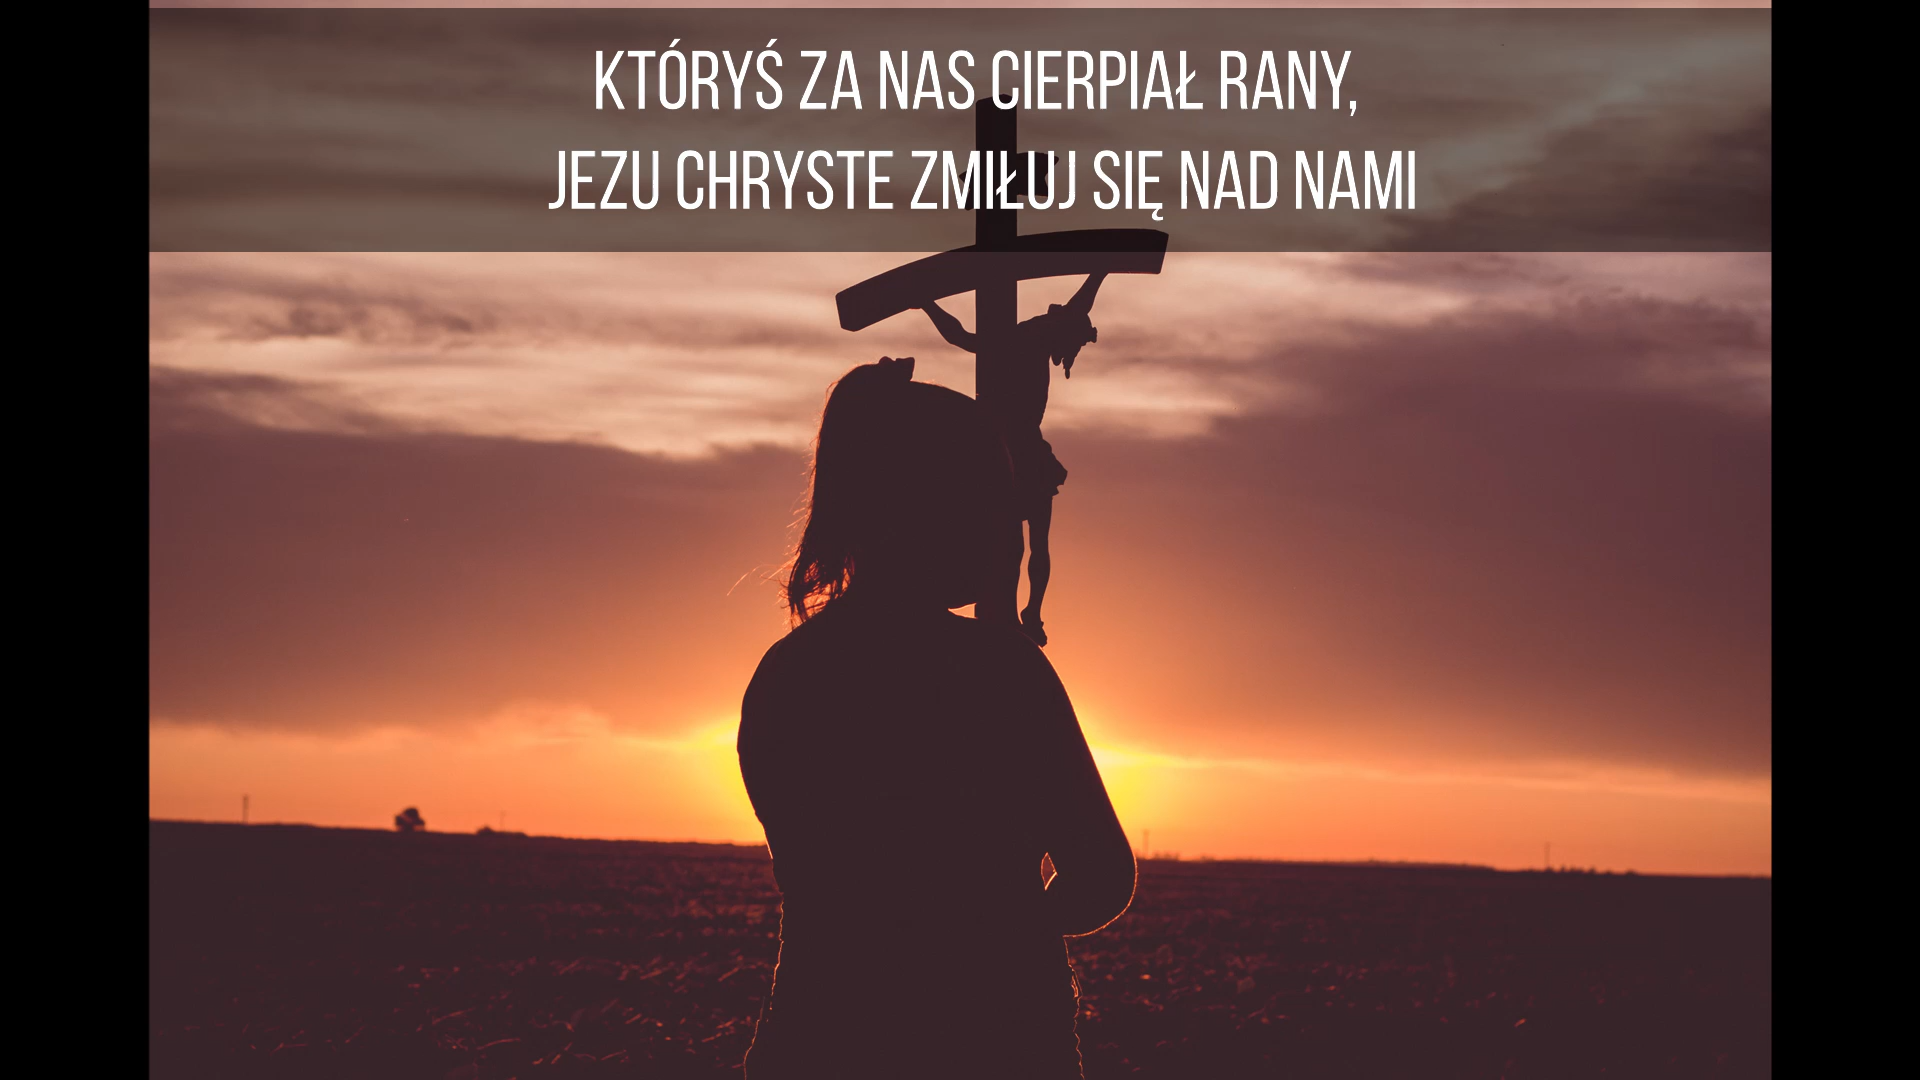 KTÓRYŚ ZA NAS CIERPIAŁ RANY,
JEZU CHRYSTE ZMIŁUJ SIĘ NAD NAMI